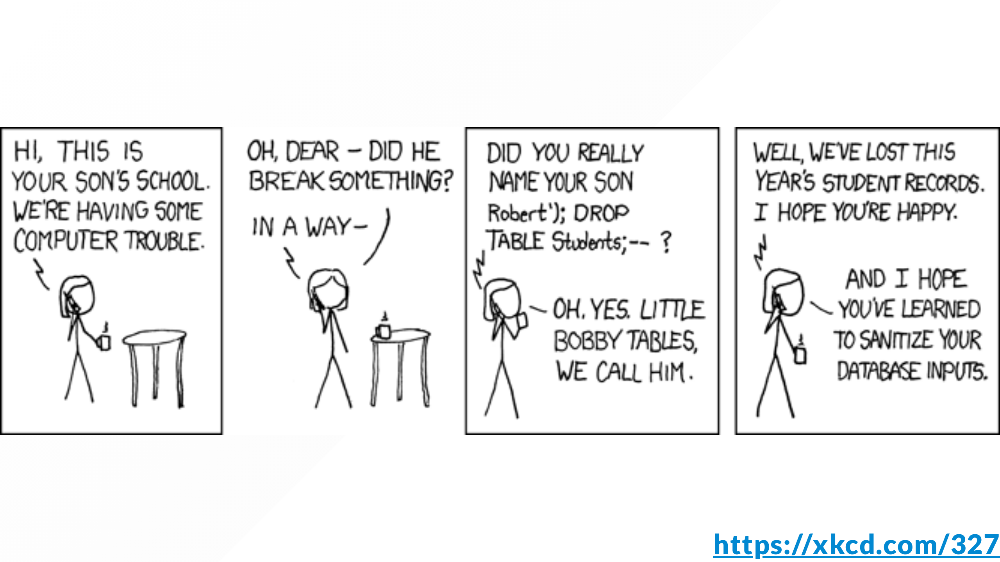 HI, THIS IS
YOUR SON'S SCHOOL.
WE'RE HAVING SOME
COMPUTER TROUBLE.
OH, DEAR – DID HE
BREAK SOMETHING?
IN A WAY–
DID YOU REALLY
NAME YOUR SON
Robert'); DROP
TABLE Students;-- ?
OH. YES. LITTLE
BOBBY TABLES,
WE CALL HIM.
WELL, WE'VE LOST THIS
YEAR'S STUDENT RECORDS.
I HOPE YOU'RE HAPPY.
AND I HOPE
YOU'VE LEARNED
TO SANITIZE YOUR
DATABASE INPUTS.
https://xkcd.com/327